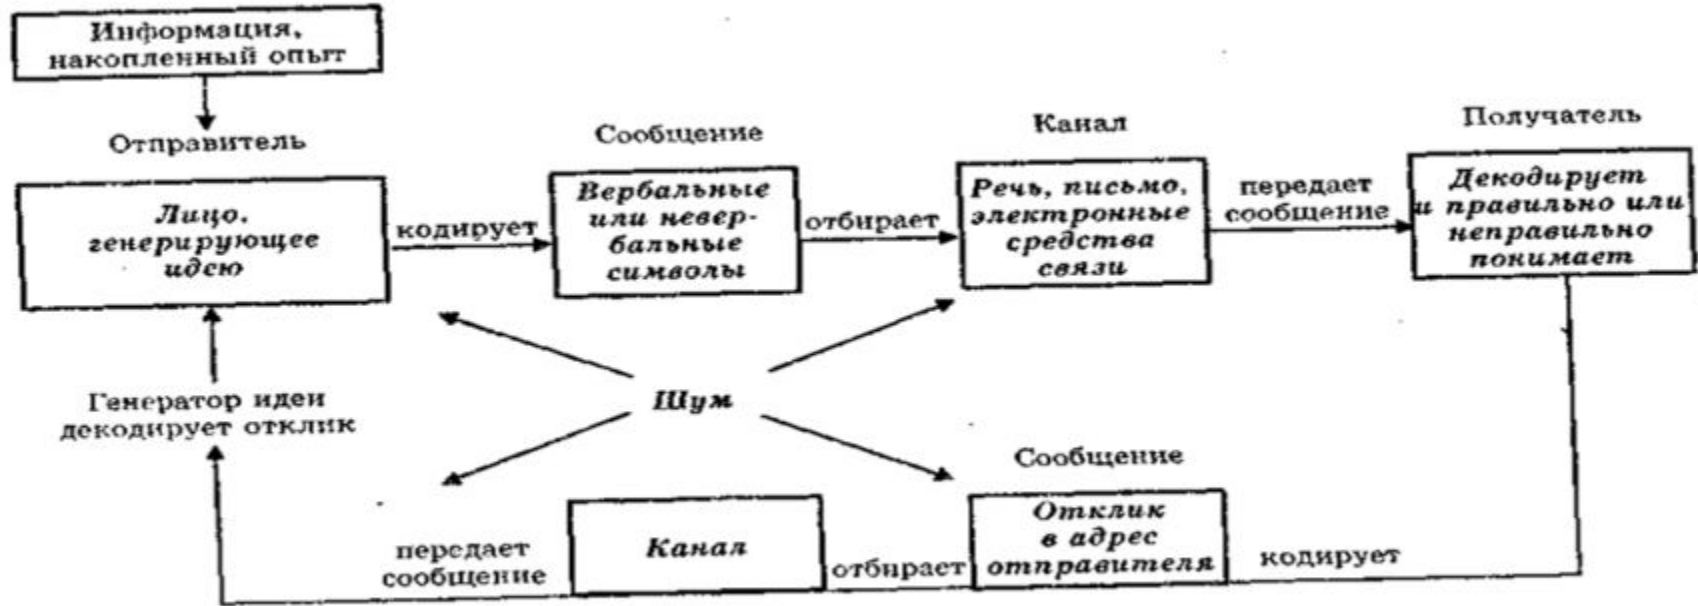 Информация,
накопленный опыт
Отправитель
Сообщение
Канал
Получатель
Лицо,
генерирующее
идею
кодирует
Вербальные
или невер-
бальные
символы
отбирает
Речь, письмо,
электронные
средства
связи
передает
сообщение
Декодирует
и правильно или
неправильно
понимает
Генератор идеи
декодирует отклик
Шум
Сообщение
передает
сообщение
Канал
отбирает
Отклик
в адрес
отправителя
кодирует